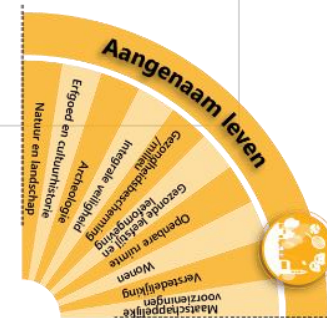 Aangenaam leven
Natuur en landschap
Erfgoed en cultuurhistorie
Archeologie
Integrale veiligheid
Gezondheidsbescherming
/milieu
Gezonde leefstijl en
leefomgeving
Openbare ruimte
Wonen
Verstedelijking
Maatschappelijke
voorzieningen